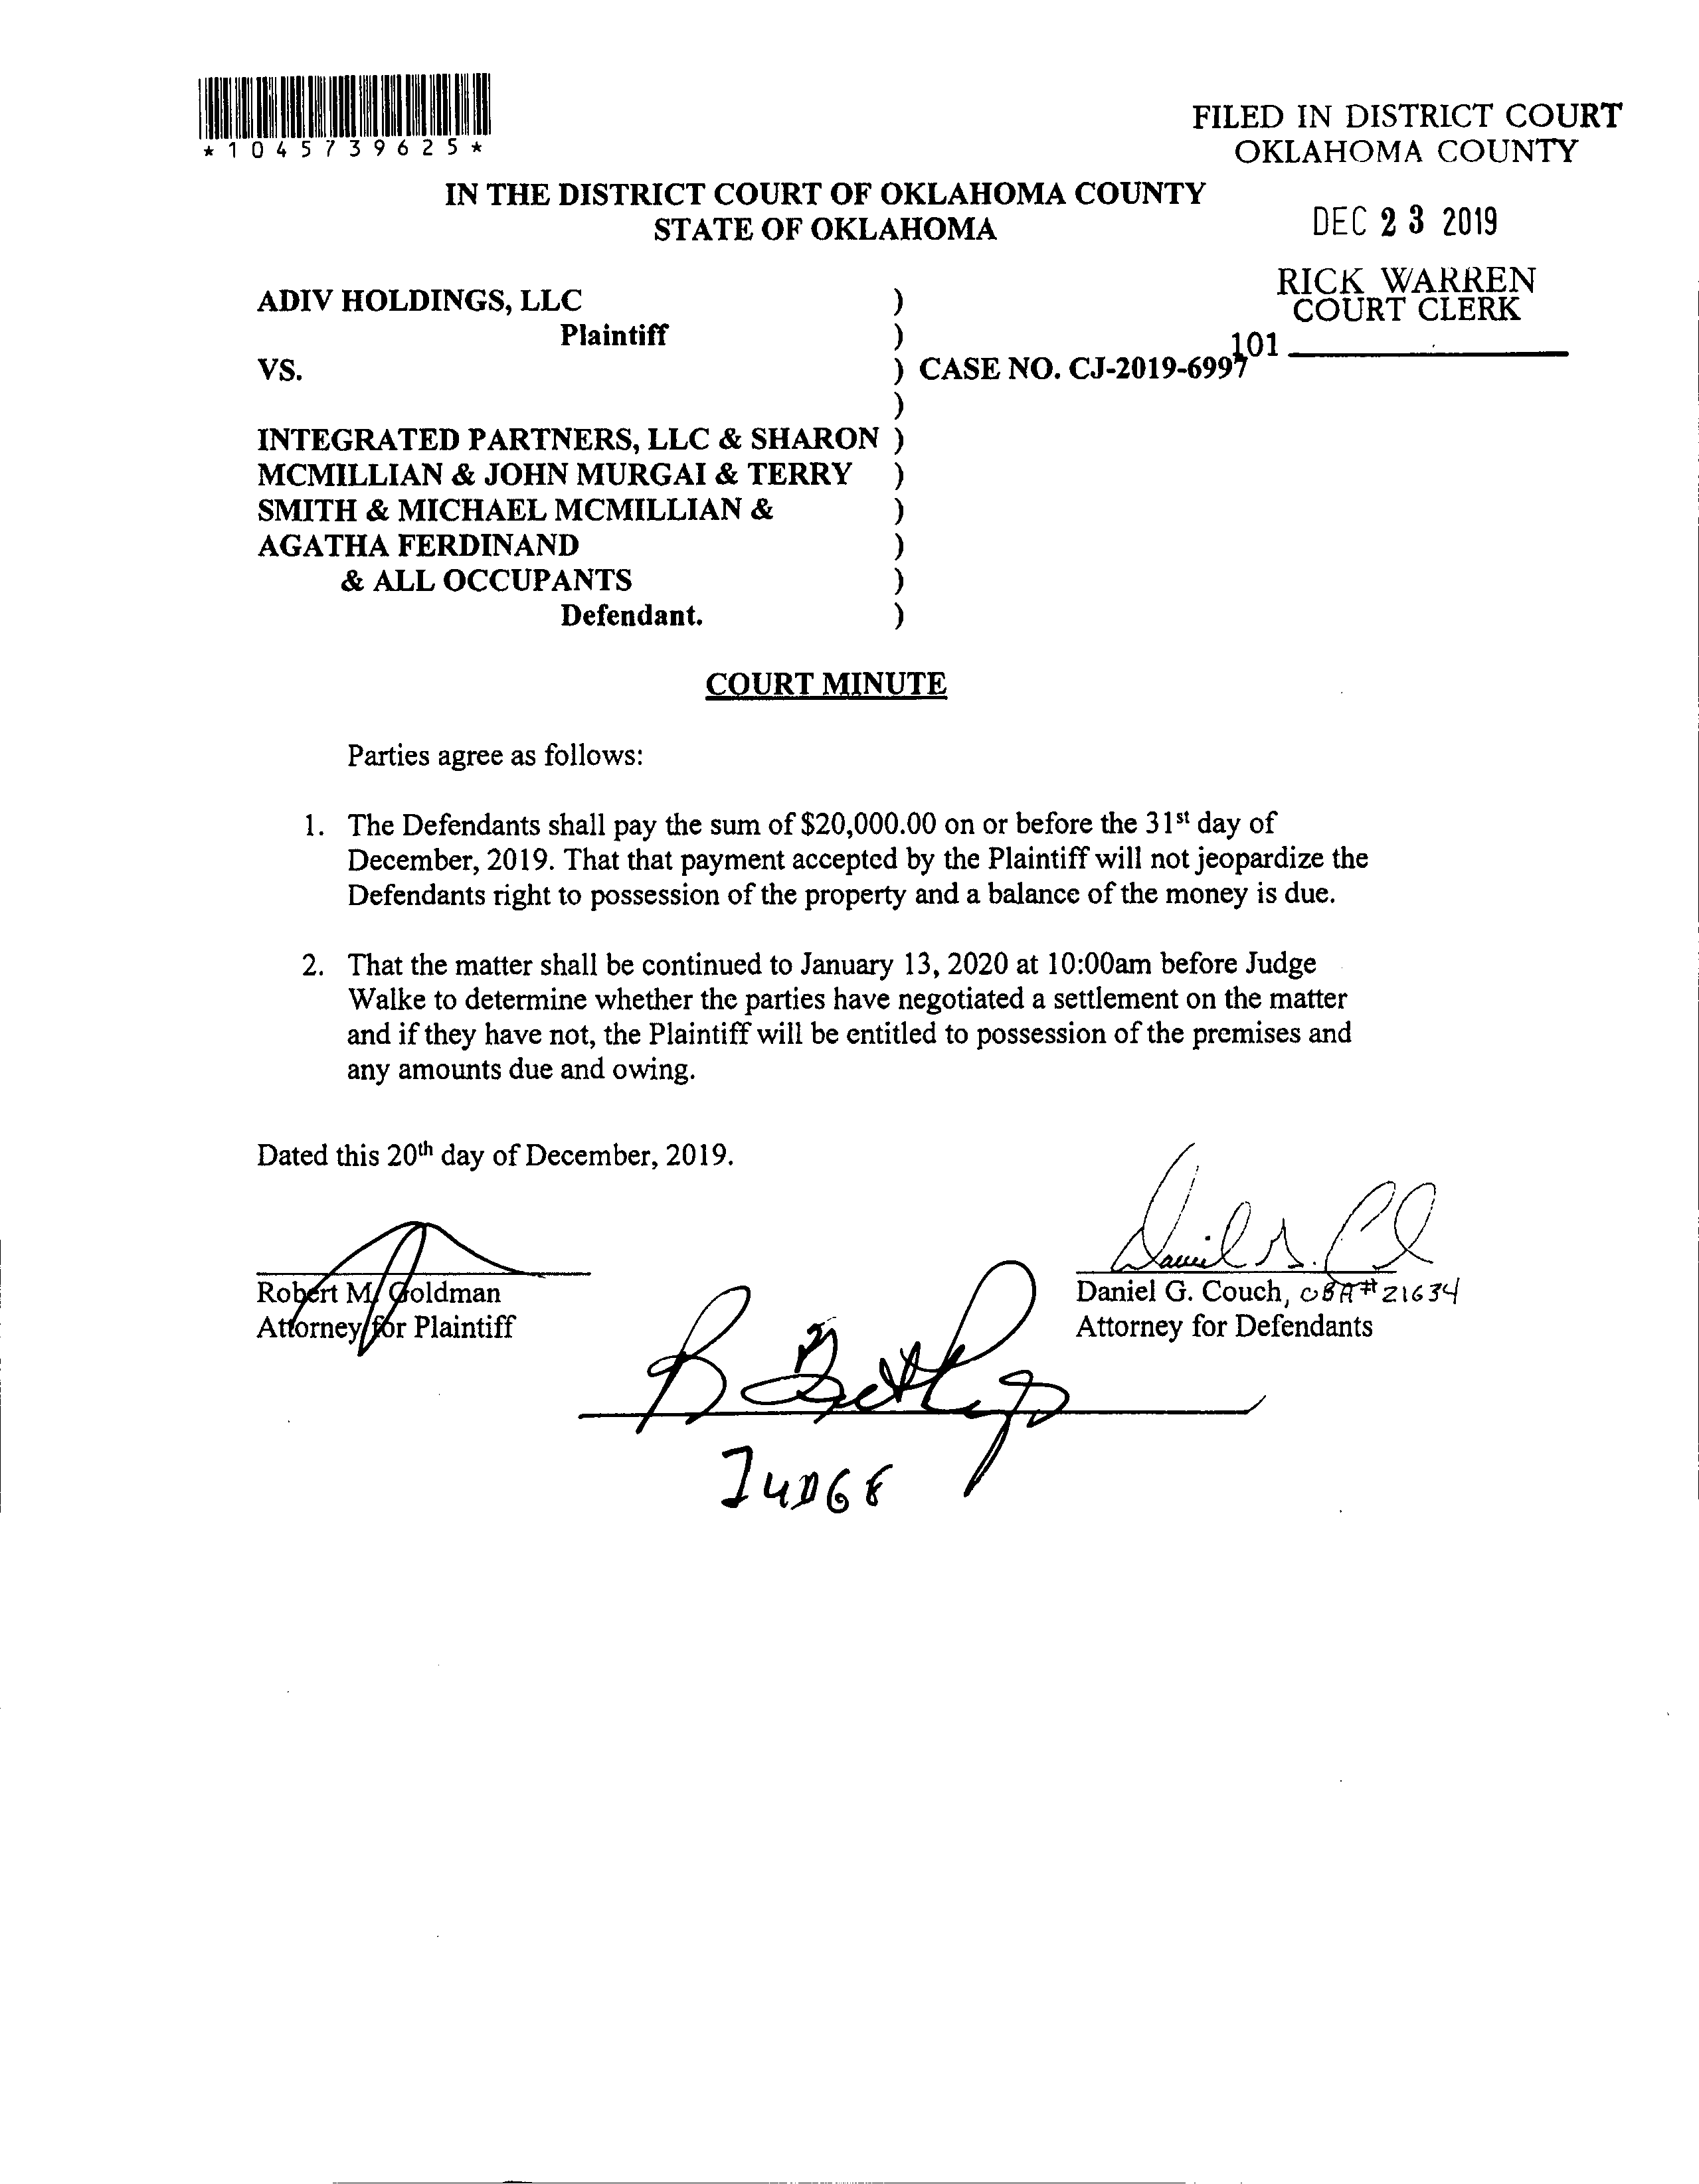 *1045739625*
FILED IN DISTRICT COURT
OKLAHOMA COUNTY
IN THE DISTRICT COURT OF OKLAHOMA COUNTY
STATE OF OKLAHOMA
DEC 23 2019
RICK WARREN
COURT CLERK
101
ADIV HOLDINGS, LLC )
Plaintiff )
VS. ) CASE NO. CJ-2019-6997
)
INTEGRATED PARTNERS, LLC & SHARON )
MCMILLIAN & JOHN MURGAI & TERRY )
SMITH & MICHAEL MCMILLIAN & )
AGATHA FERDINAND )
& ALL OCCUPANTS )
Defendant. )
COURT MINUTE
Parties agree as follows:
1. The Defendants shall pay the sum of $20,000.00 on or before the 31st day of
December, 2019. That that payment accepted by the Plaintiff will not jeopardize the
Defendants right to possession of the property and a balance of the money is due.
2. That the matter shall be continued to January 13, 2020 at 10:00am before Judge
Walke to determine whether the parties have negotiated a settlement on the matter
and if they have not, the Plaintiff will be entitled to possession of the premises and
any amounts due and owing.
Dated this 20th day of December, 2019.
Robert M. Goldman
Attorney for Plaintiff
Daniel G. Couch, OBA#21634
Attorney for Defendants
JUDGE